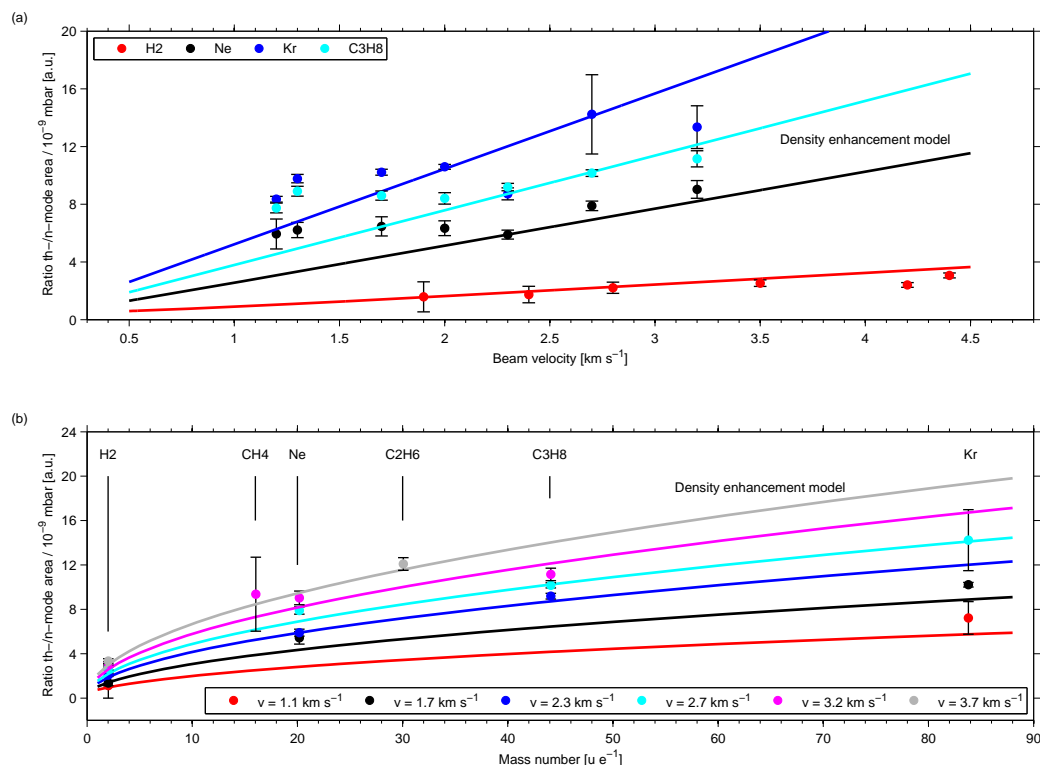 (a)
Ratio th−/n−mode area / 10⁻⁹ mbar [a.u.]
20
16
12
8
4
0
H2 Ne Kr C3H8
Density enhancement model
0.5 1 1.5 2 2.5 3 3.5 4 4.5
Beam velocity [km s⁻¹]
(b)
Ratio th−/n−mode area / 10⁻⁹ mbar [a.u.]
24
20
16
12
8
4
0
H2 CH4 Ne C2H6 C3H8 Kr
Density enhancement model
v = 1.1 km s⁻¹ v = 1.7 km s⁻¹ v = 2.3 km s⁻¹ v = 2.7 km s⁻¹ v = 3.2 km s⁻¹ v = 3.7 km s⁻¹
0 10 20 30 40 50 60 70 80 90
Mass number [u e⁻¹]